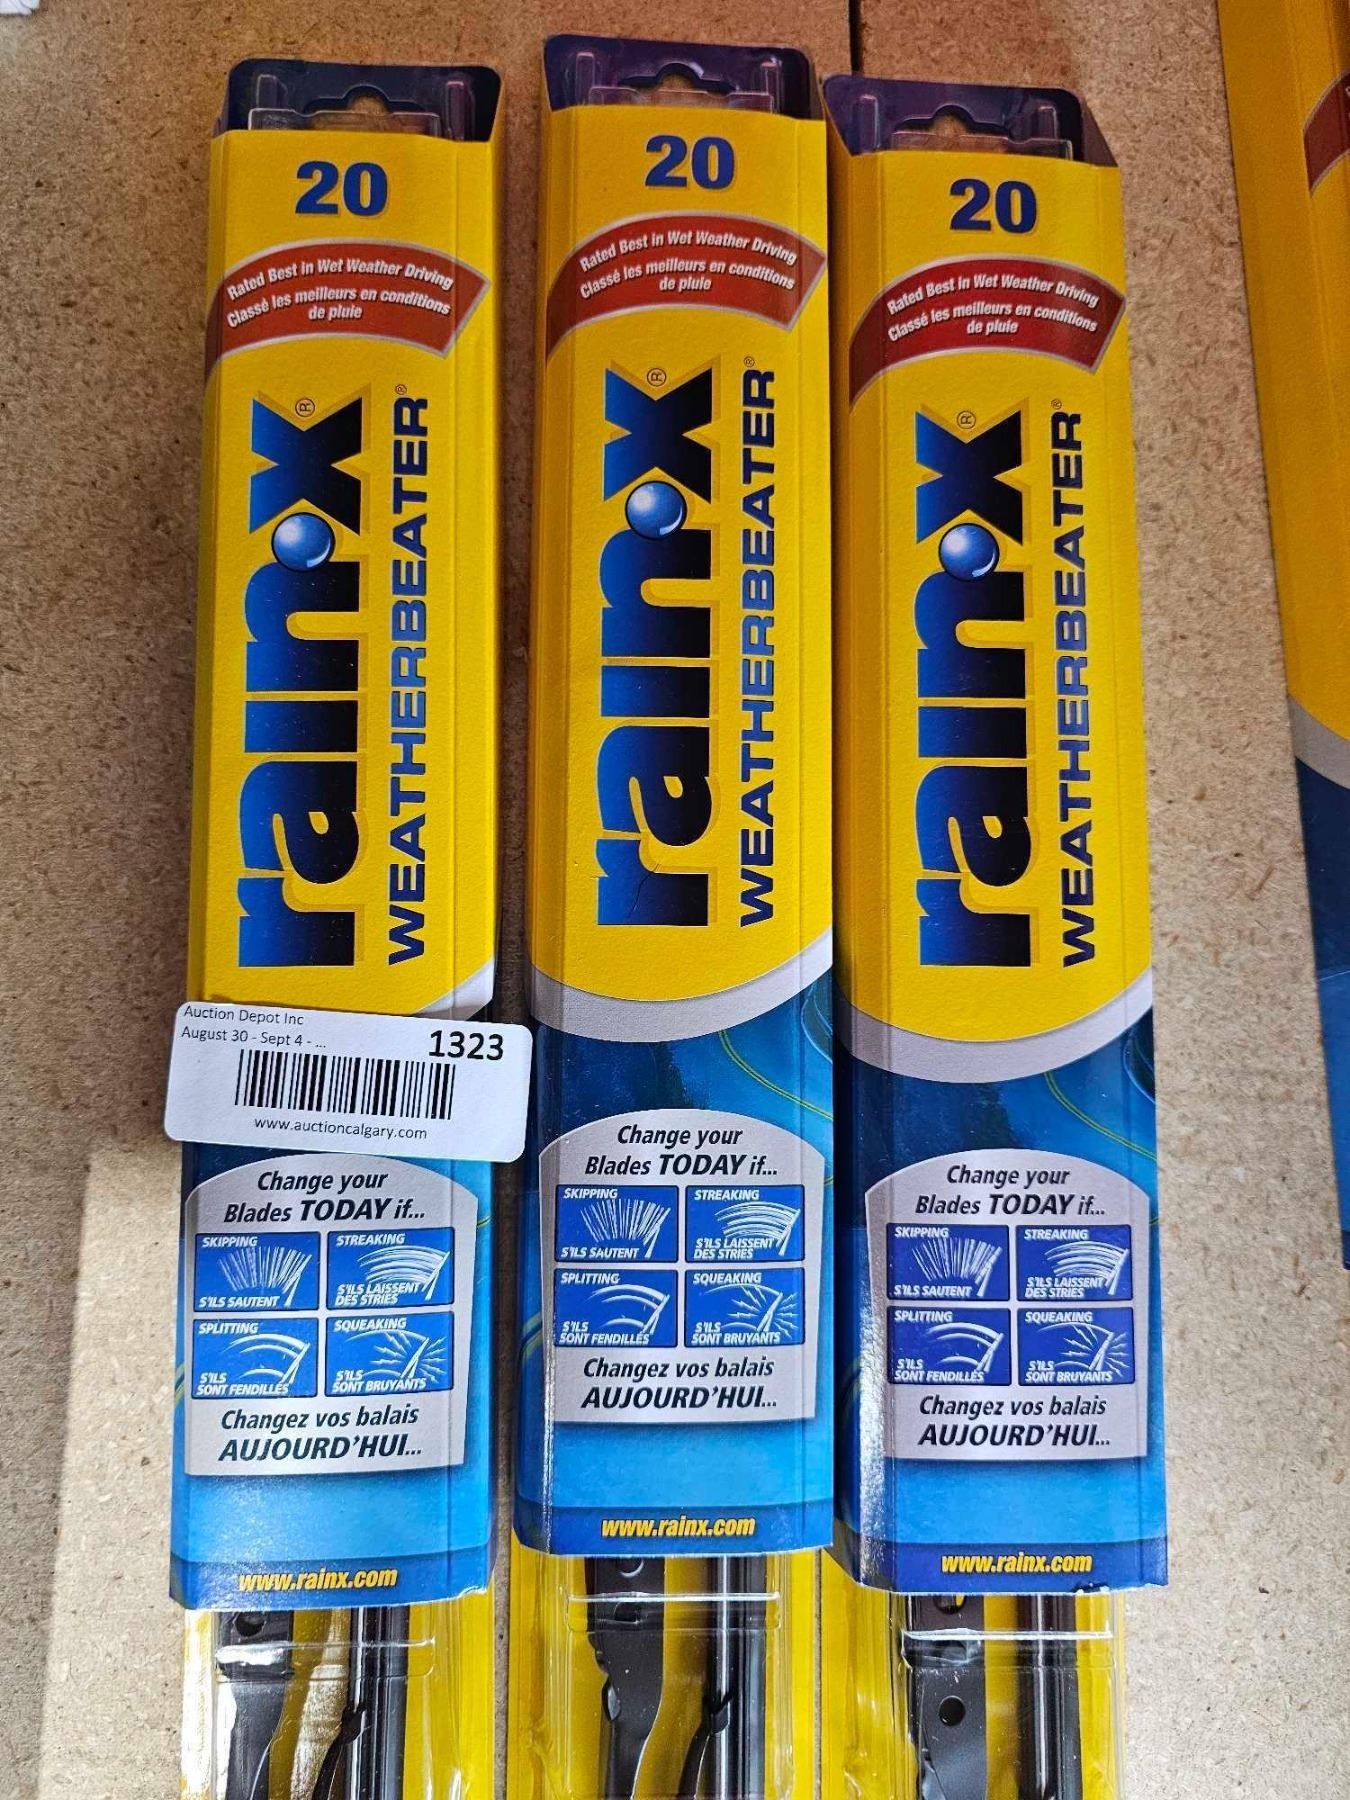 20
Rated Best in Wet Weather Driving
Classé les meilleurs en conditions
de pluie
rain-x®
WEATHERBEATER®
Auction Depot Inc
August 30 - Sept 4 - ...
1323
www.auctioncalgary.com
Change your
Blades TODAY if...
SKIPPING
S'ILS SAUTENT
STREAKING
S'ILS LAISSENT
DES STRIES
SPLITTING
S'ILS
SONT FENDILLÉS
SQUEAKING
S'ILS
SONT BRUYANTS
Changez vos balais
AUJOURD'HUI...
www.rainx.com
20
Rated Best in Wet Weather Driving
Classé les meilleurs en conditions
de pluie
rain-x®
WEATHERBEATER®
Change your
Blades TODAY if...
SKIPPING
S'ILS SAUTENT
STREAKING
S'ILS LAISSENT
DES STRIES
SPLITTING
S'ILS
SONT FENDILLÉS
SQUEAKING
S'ILS
SONT BRUYANTS
Changez vos balais
AUJOURD'HUI...
www.rainx.com
20
Rated Best in Wet Weather Driving
Classé les meilleurs en conditions
de pluie
rain-x®
WEATHERBEATER®
Change your
Blades TODAY if...
SKIPPING
S'ILS SAUTENT
STREAKING
S'ILS LAISSENT
DES STRIES
SPLITTING
S'ILS
SONT FENDILLÉS
SQUEAKING
S'ILS
SONT BRUYANTS
Changez vos balais
AUJOURD'HUI...
www.rainx.com